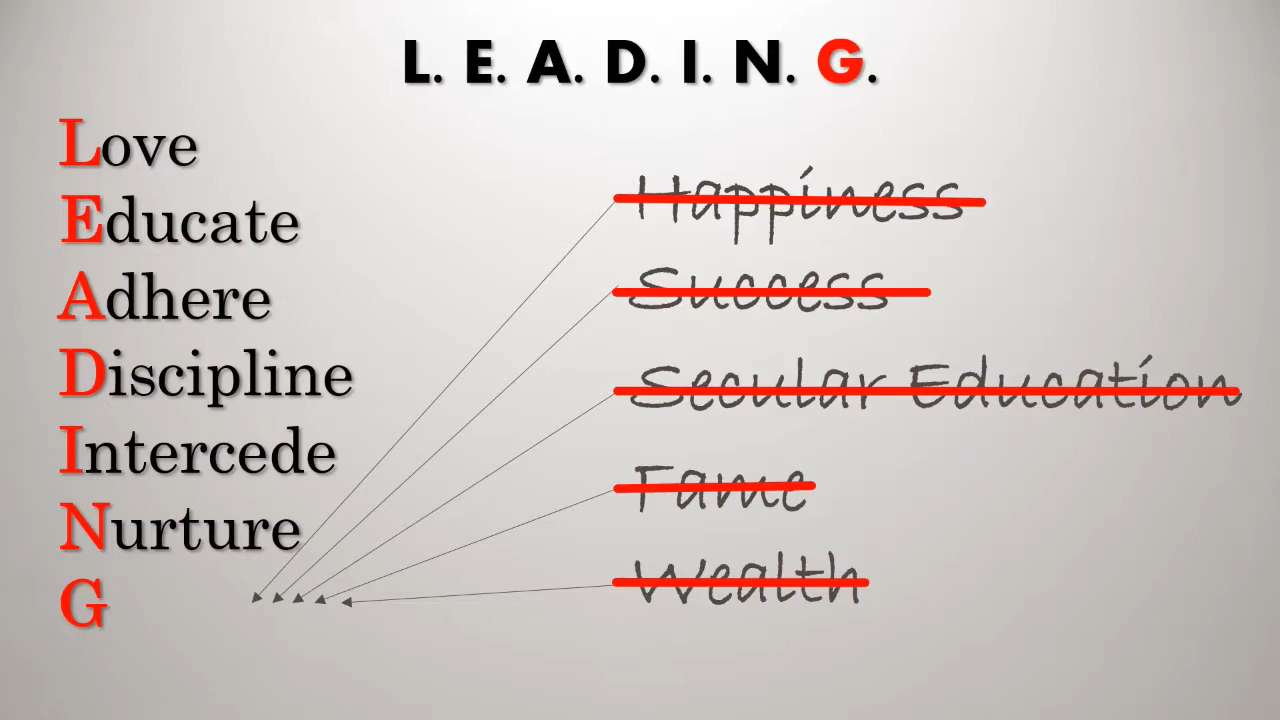 L. E. A. D. I. N. G.
Love
Educate
Adhere
Discipline
Intercede
Nurture
G
Happiness
Success
Secular Education
Fame
Wealth